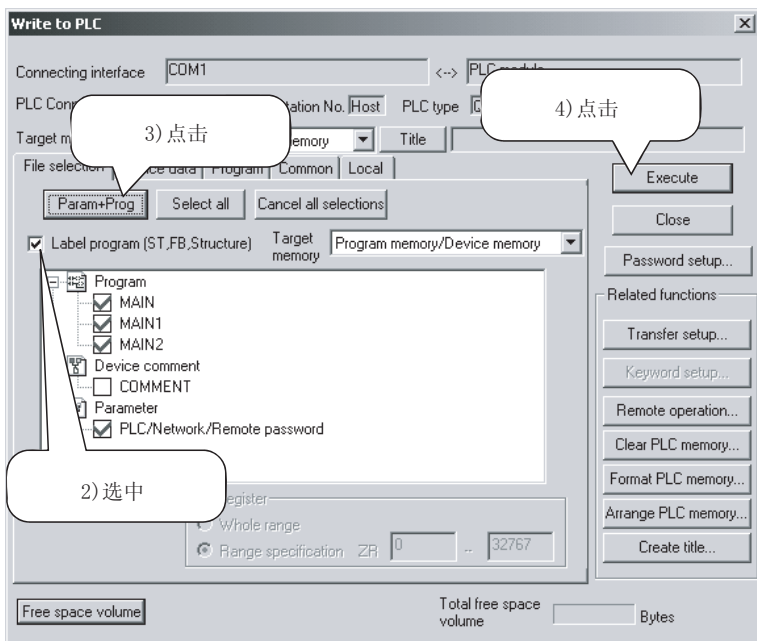 Write to PLC
Connecting interface COM1 <--> PLC module
PLC Con tation No. Host PLC type Q
3)点击
4)点击
Target m emory Title
File selection ce data Program Common Local
Execute
Param+Prog Select all Cancel all selections
Close
Label program (ST,FB,Structure) Target memory Program memory/Device memory
Password setup...
Program
MAIN
MAIN1
MAIN2
Device comment
COMMENT
Parameter
PLC/Network/Remote password
Related functions
Transfer setup...
Keyword setup...
Remote operation...
Clear PLC memory...
Format PLC memory...
Arrange PLC memory...
Create title...
2)选中
egister
Whole range
Range specification ZR 0 -- 32767
Free space volume
Total free space volume Bytes